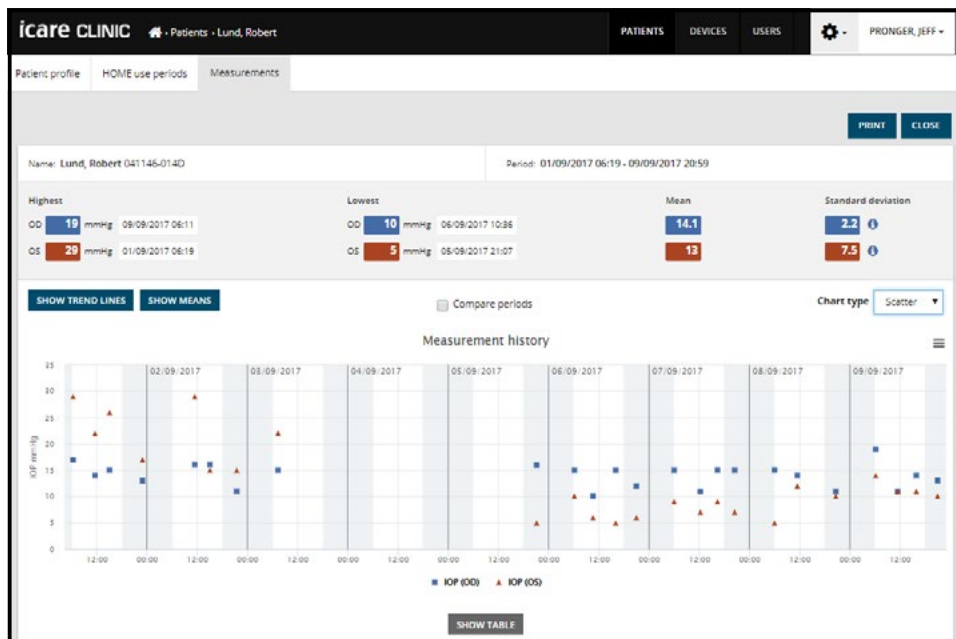 icare CLINIC › Patients › Lund, Robert PATIENTS DEVICES USERS PRONGER, JEFF
Patient profile HOME use periods Measurements
PRINT CLOSE
Name: Lund, Robert 041146-014D Period: 01/09/2017 06:19 - 09/09/2017 20:59
Highest Lowest Mean Standard deviation
OD 19 mmHg 09/09/2017 06:11 OD 10 mmHg 06/09/2017 10:36 14.1 2.2
OS 29 mmHg 01/09/2017 06:19 OS 5 mmHg 05/09/2017 21:07 13 7.5
SHOW TREND LINES SHOW MEANS Compare periods Chart type Scatter
Measurement history
35 02/09/2017 03/09/2017 04/09/2017 05/09/2017 06/09/2017 07/09/2017 08/09/2017 09/09/2017
30
25
20
IOP mmHg
15
10
5
0
12:00 00:00 12:00 00:00 12:00 00:00 12:00 00:00 12:00 00:00 12:00 00:00 12:00 00:00 12:00 00:00 12:00
IOP (OD) IOP (OS)
SHOW TABLE